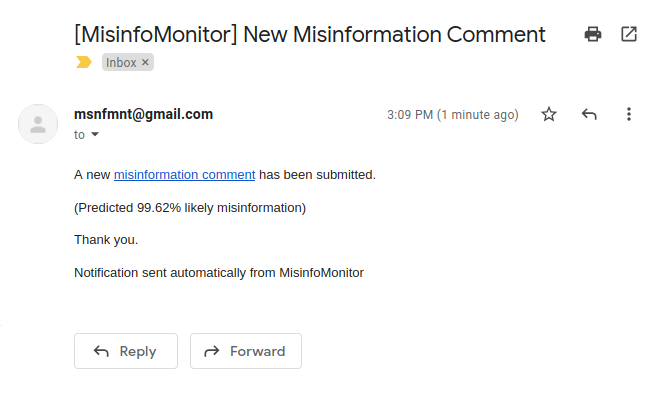 [MisinfoMonitor] New Misinformation Comment
Inbox ×
msnfmnt@gmail.com
3:09 PM (1 minute ago)
to
A new misinformation comment has been submitted.
(Predicted 99.62% likely misinformation)
Thank you.
Notification sent automatically from MisinfoMonitor
Reply
Forward